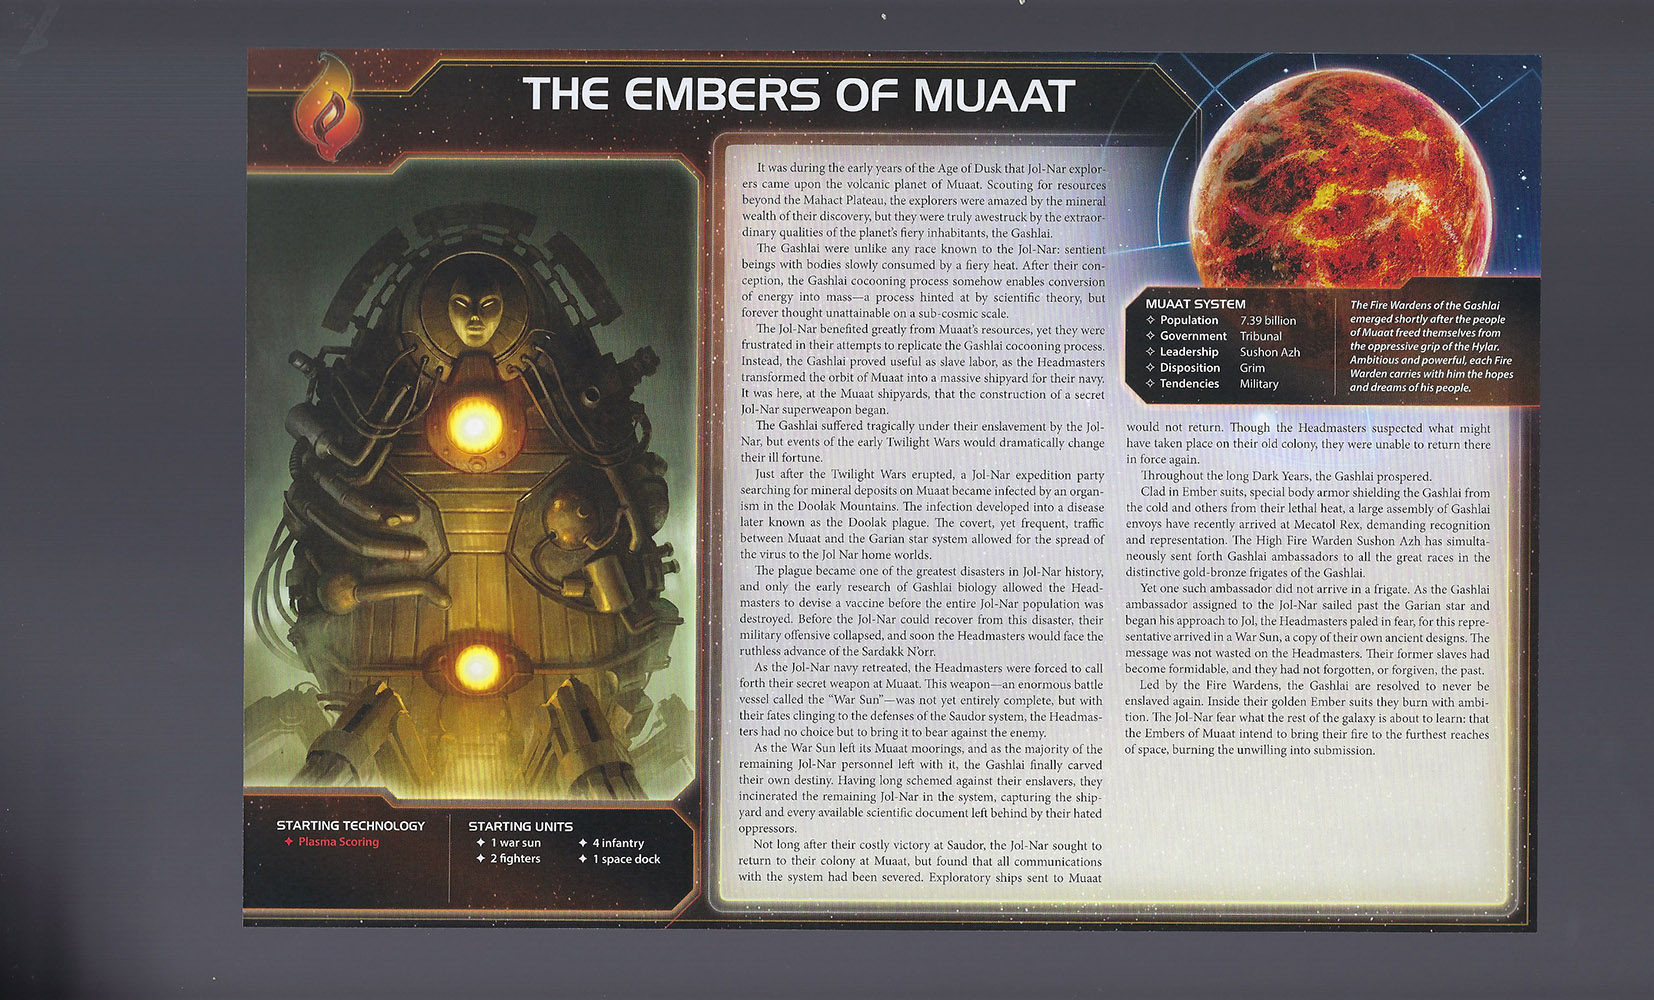 THE EMBERS OF MUAAT
It was during the early years of the Age of Dusk that Jol-Nar explor-
ers came upon the volcanic planet of Muaat. Scouting for resources
beyond the Mahact Plateau, the explorers were amazed by the mineral
wealth of their discovery, but they were truly awestruck by the extraor-
dinary qualities of the planet's fiery inhabitants, the Gashlai.
The Gashlai were unlike any race known to the Jol-Nar: sentient
beings with bodies slowly consumed by a fiery heat. After their con-
ception, the Gashlai cocooning process somehow enables conversion
of energy into mass—a process hinted at by scientific theory, but
forever thought unattainable on a sub-cosmic scale.
The Jol-Nar benefited greatly from Muaat's resources, yet they were
frustrated in their attempts to replicate the Gashlai cocooning process.
Instead, the Gashlai proved useful as slave labor, as the Headmasters
transformed the orbit of Muaat into a massive shipyard for their navy.
It was here, at the Muaat shipyards, that the construction of a secret
Jol-Nar superweapon began.
The Gashlai suffered tragically under their enslavement by the Jol-
Nar, but events of the early Twilight Wars would dramatically change
their ill fortune.
Just after the Twilight Wars erupted, a Jol-Nar expedition party
searching for mineral deposits on Muaat became infected by an organ-
ism in the Doolak Mountains. The infection developed into a disease
later known as the Doolak plague. The covert, yet frequent, traffic
between Muaat and the Garian star system allowed for the spread of
the virus to the Jol Nar home worlds.
The plague became one of the greatest disasters in Jol-Nar history,
and only the early research of Gashlai biology allowed the Head-
masters to devise a vaccine before the entire Jol-Nar population was
destroyed. Before the Jol-Nar could recover from this disaster, their
military offensive collapsed, and soon the Headmasters would face the
ruthless advance of the Sardakk N'orr.
As the Jol-Nar navy retreated, the Headmasters were forced to call
forth their secret weapon at Muaat. This weapon—an enormous battle
vessel called the "War Sun"—was not yet entirely complete, but with
their fates clinging to the defenses of the Saudor system, the Headmas-
ters had no choice but to bring it to bear against the enemy.
As the War Sun left its Muaat moorings, and as the majority of the
remaining Jol-Nar personnel left with it, the Gashlai finally carved
their own destiny. Having long schemed against their enslavers, they
incinerated the remaining Jol-Nar in the system, capturing the ship-
yard and every available scientific document left behind by their hated
oppressors.
Not long after their costly victory at Saudor, the Jol-Nar sought to
return to their colony at Muaat, but found that all communications
with the system had been severed. Exploratory ships sent to Muaat
MUAAT SYSTEM
Population 7.39 billion
Government Tribunal
Leadership Sushon Azh
Disposition Grim
Tendencies Military
The Fire Wardens of the Gashlai
emerged shortly after the people
of Muaat freed themselves from
the oppressive grip of the Hylar.
Ambitious and powerful, each Fire
Warden carries with him the hopes
and dreams of his people.
would not return. Though the Headmasters suspected what might
have taken place on their old colony, they were unable to return there
in force again.
Throughout the long Dark Years, the Gashlai prospered.
Clad in Ember suits, special body armor shielding the Gashlai from
the cold and others from their lethal heat, a large assembly of Gashlai
envoys have recently arrived at Mecatol Rex, demanding recognition
and representation. The High Fire Warden Sushon Azh has simulta-
neously sent forth Gashlai ambassadors to all the great races in the
distinctive gold-bronze frigates of the Gashlai.
Yet one such ambassador did not arrive in a frigate. As the Gashlai
ambassador assigned to the Jol-Nar sailed past the Garian star and
began his approach to Jol, the Headmasters paled in fear, for this repre-
sentative arrived in a War Sun, a copy of their own ancient designs. The
message was not wasted on the Headmasters. Their former slaves had
become formidable, and they had not forgotten, or forgiven, the past.
Led by the Fire Wardens, the Gashlai are resolved to never be
enslaved again. Inside their golden Ember suits they burn with ambi-
tion. The Jol-Nar fear what the rest of the galaxy is about to learn: that
the Embers of Muaat intend to bring their fire to the furthest reaches
of space, burning the unwilling into submission.
STARTING TECHNOLOGY
Plasma Scoring
STARTING UNITS
1 war sun 4 infantry
2 fighters 1 space dock